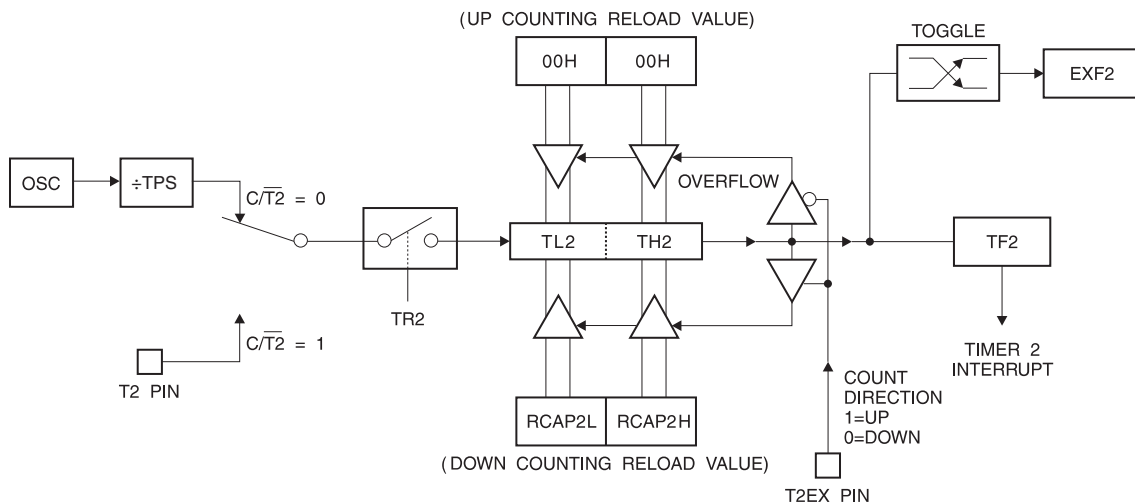 (UP COUNTING RELOAD VALUE)
00H 00H
TOGGLE
EXF2
OSC
÷TPS
C/T2̅ = 0
OVERFLOW
TL2 TH2
TF2
TR2
C/T2̅ = 1
T2 PIN
TIMER 2
INTERRUPT
COUNT
DIRECTION
1=UP
0=DOWN
RCAP2L RCAP2H
(DOWN COUNTING RELOAD VALUE)
T2EX PIN